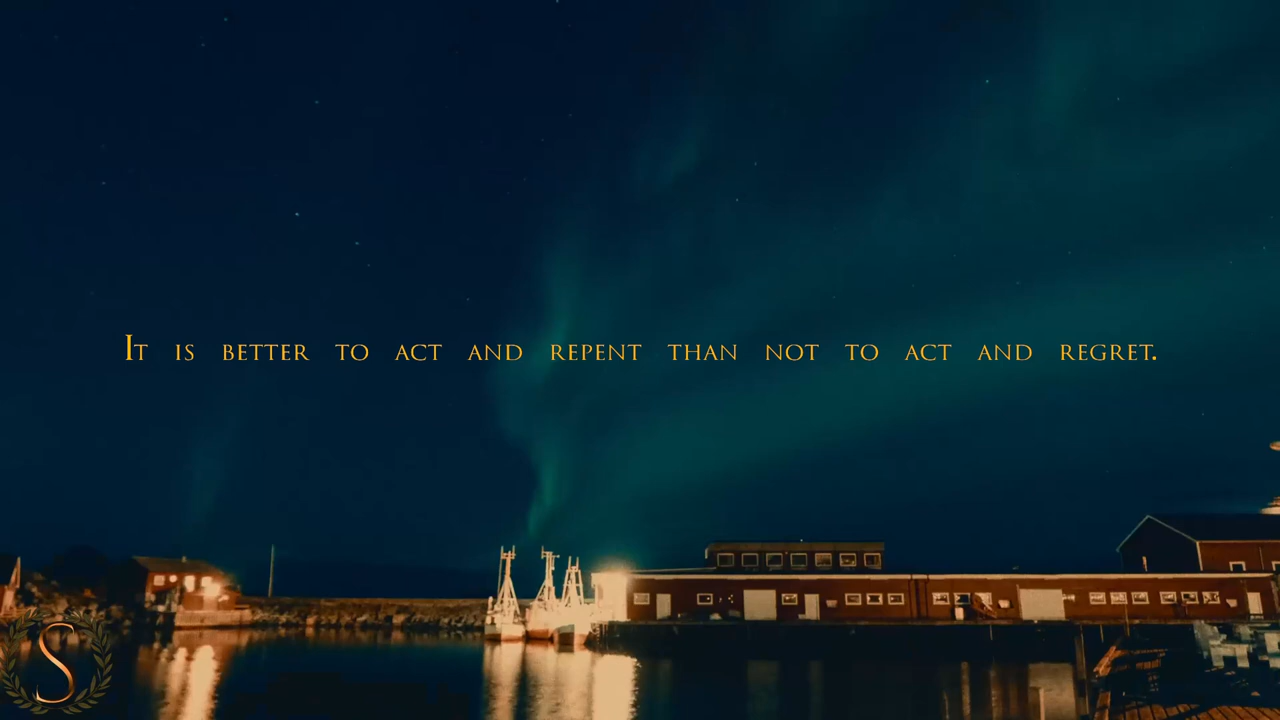 It is better to act and repent than not to act and regret.
S